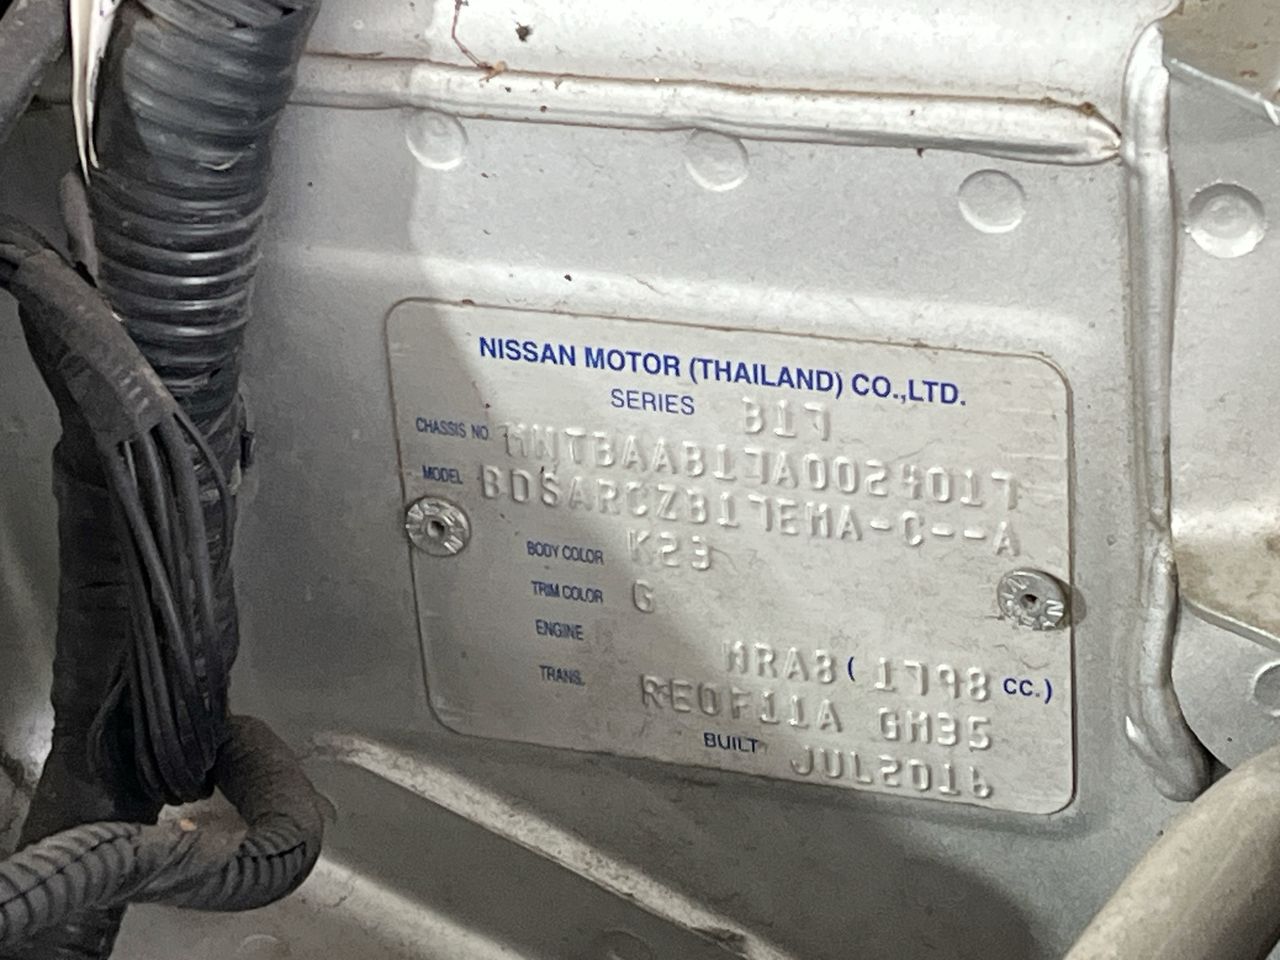 NISSAN MOTOR (THAILAND) CO.,LTD.
SERIES B17
CHASSIS NO. MNTBAAB17A0024017
MODEL BDSARCZB17EMA-C--A
BODY COLOR K23
TRIM COLOR G
ENGINE MRA8 ( 1798 CC.)
TRANS. RE0F11A GH35
BUILT JUL2016